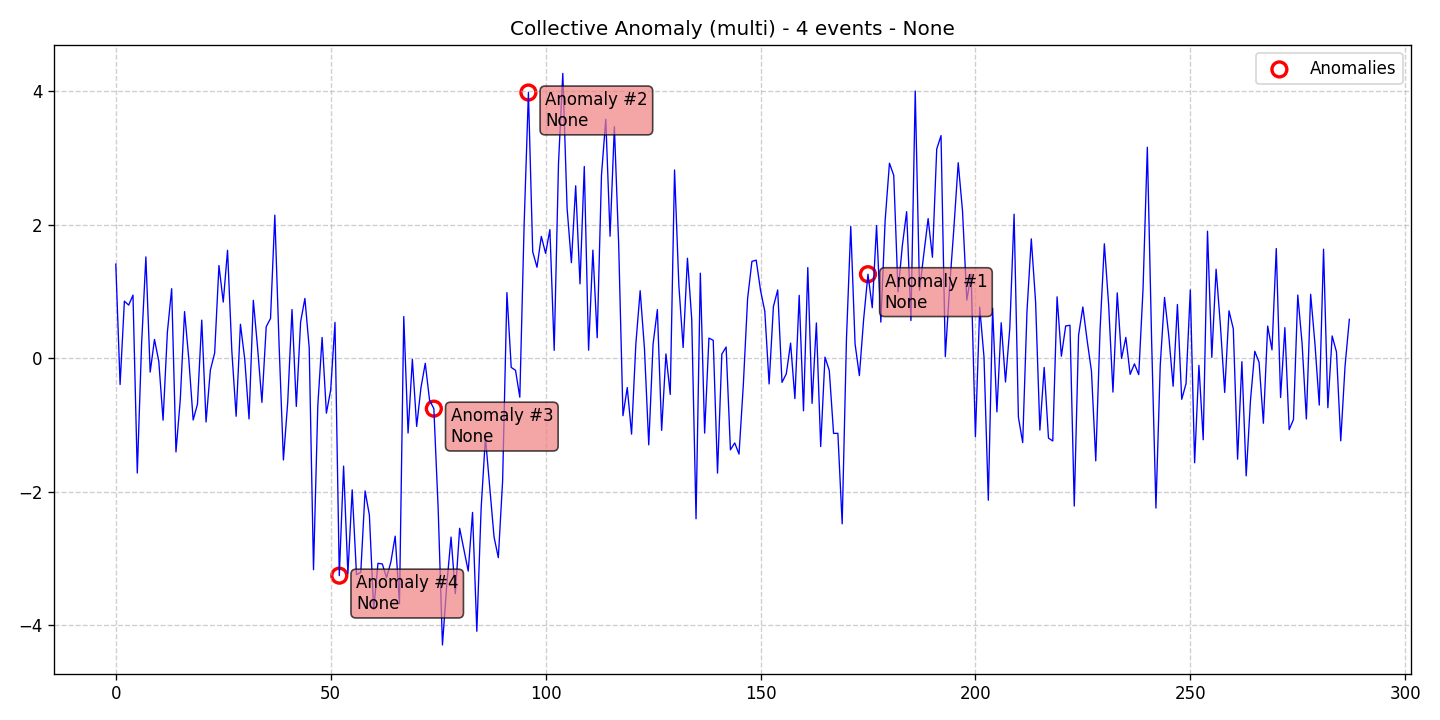 Collective Anomaly (multi) - 4 events - None
Anomalies
4
2
0
−2
−4
Anomaly #2
None
Anomaly #1
None
Anomaly #3
None
Anomaly #4
None
0
50
100
150
200
250
300